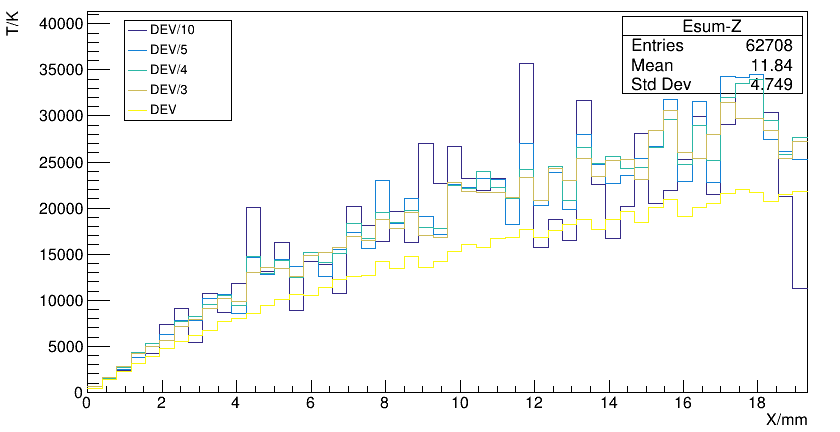 T/K
40000
35000
30000
25000
20000
15000
10000
5000
0
DEV/10
DEV/5
DEV/4
DEV/3
DEV
Esum-Z
Entries 62708
Mean 11.84
Std Dev 4.749
0 2 4 6 8 10 12 14 16 18
X/mm